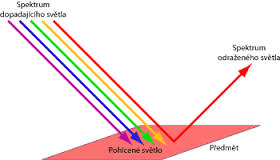 Spektrum
dopadajícího světla
Spektrum
odraženého světla
Pohlcené světlo
Předmět